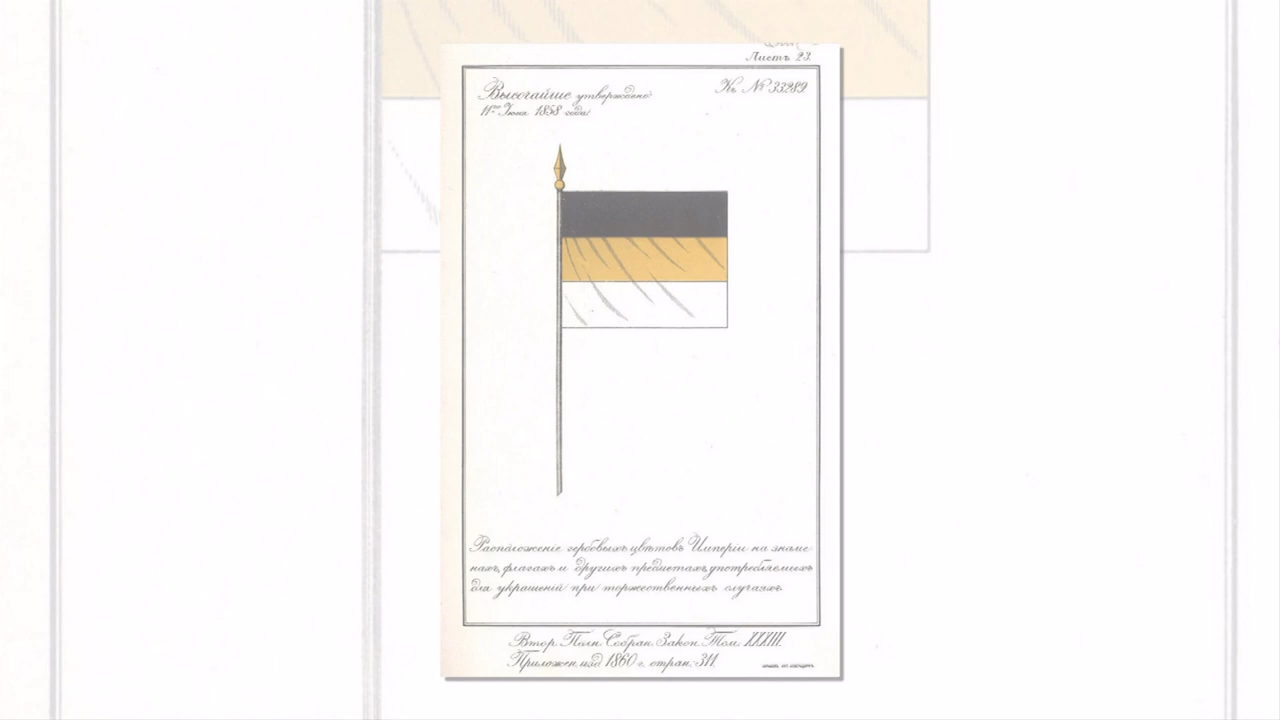 Листъ 23.
Къ № 33289.
Высочайше утверждено
11го Іюня 1858 года:
Расположеніе гербовыхъ цвѣтовъ Имперіи на знаме-
нахъ, флагахъ и другихъ предметахъ, употребляемыхъ
для украшеній при торжественныхъ случаяхъ.
Втор. Полн. Собран. Закон. Том. XXXIII.
Приложен. изд. 1860 г. стран. 311.